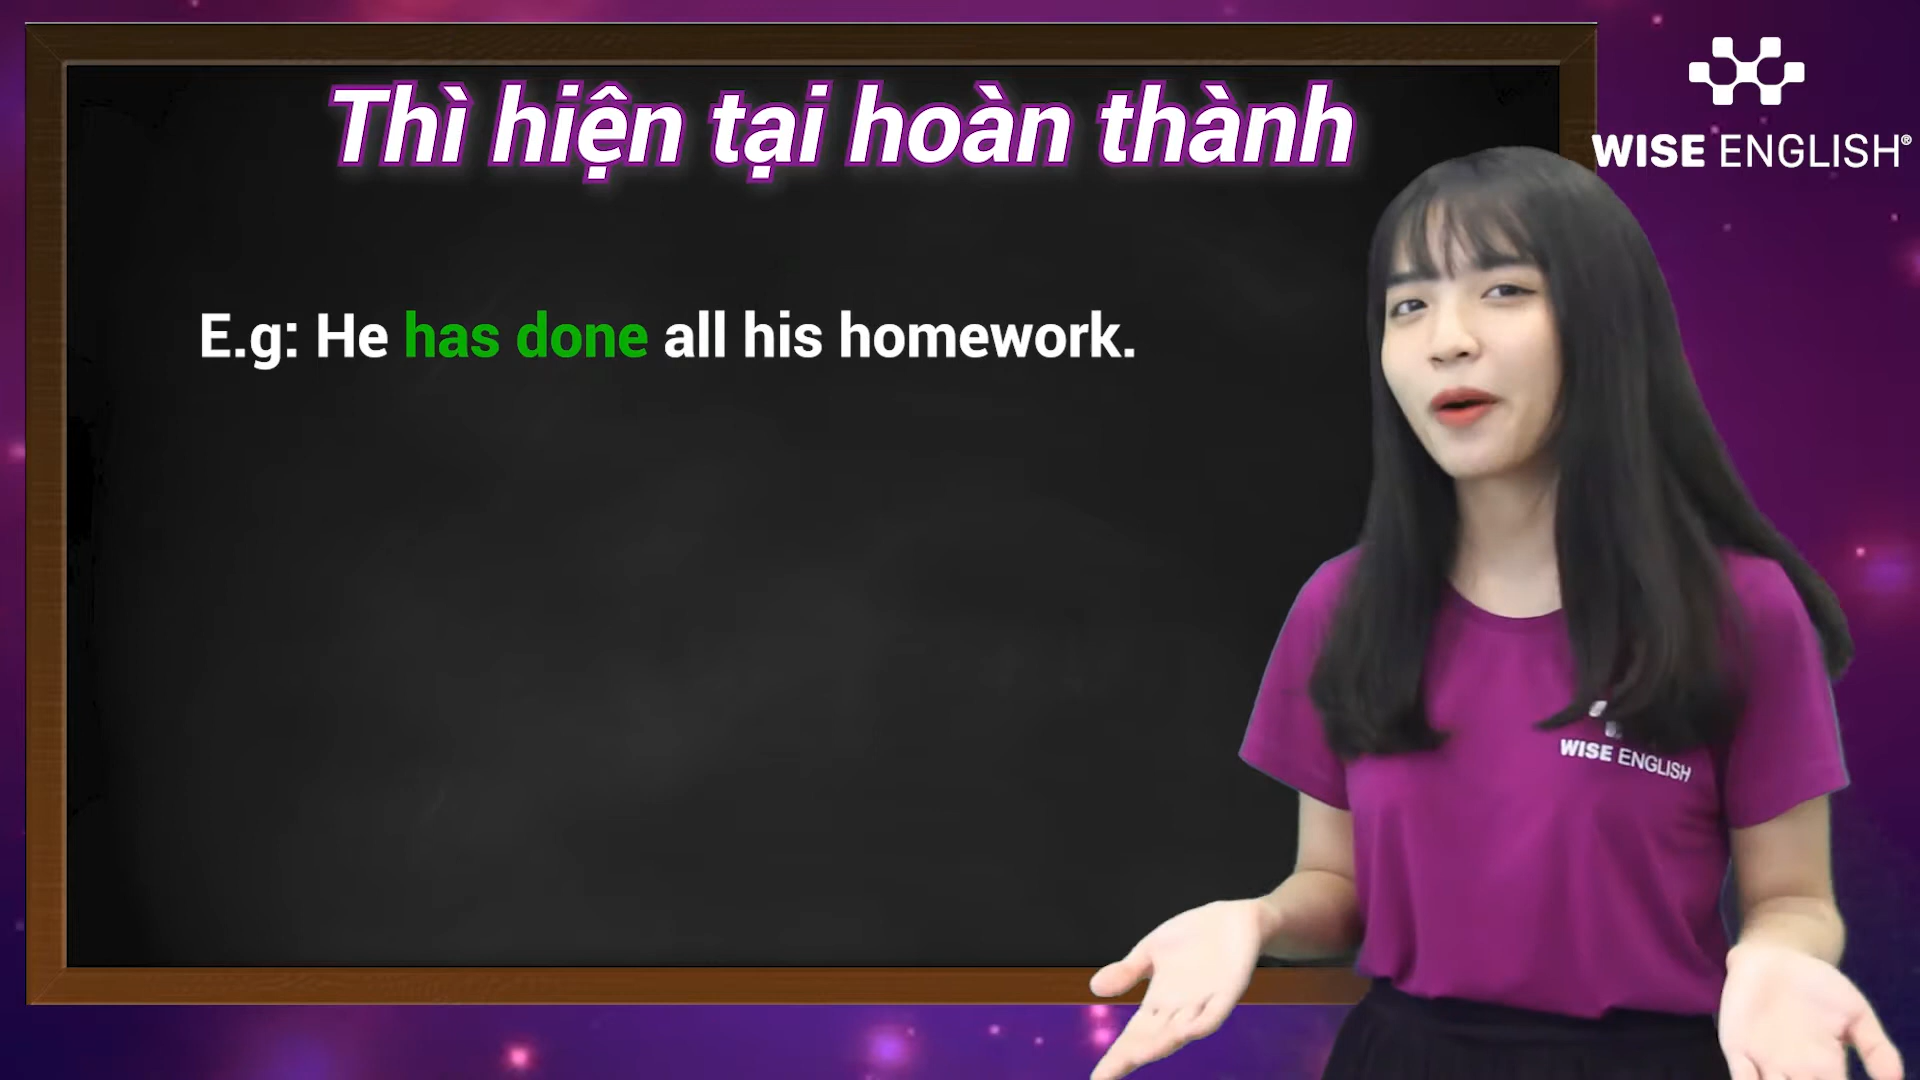 Thì hiện tại hoàn thành
WISE ENGLISH®
E.g: He has done all his homework.
WISE ENGLISH